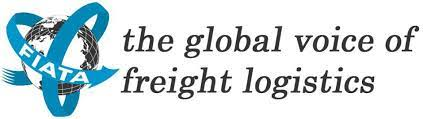 FIATA
the global voice of
freight logistics